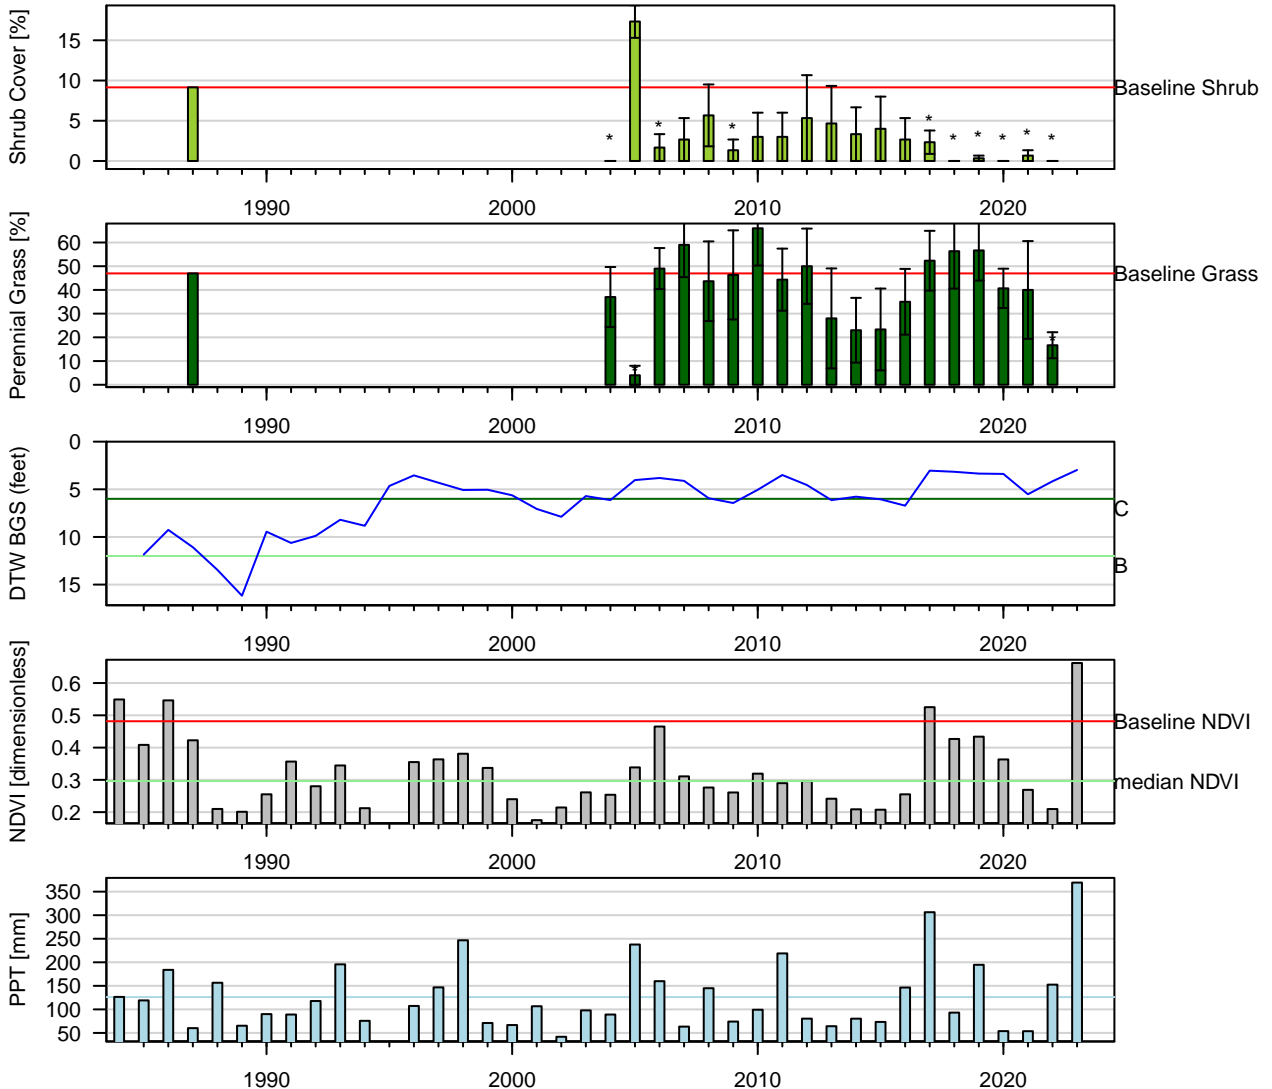 Shrub Cover [%]
15
10
5
0
Baseline Shrub
* * * * * * * * *
1990 2000 2010 2020
Perennial Grass [%]
60
50
40
30
20
10
0
Baseline Grass
* *
1990 2000 2010 2020
DTW BGS (feet)
0
5
10
15
C
B
1990 2000 2010 2020
NDVI [dimensionless]
0.6
0.5
0.4
0.3
0.2
Baseline NDVI
median NDVI
1990 2000 2010 2020
PPT [mm]
350
300
250
200
150
100
50
1990 2000 2010 2020